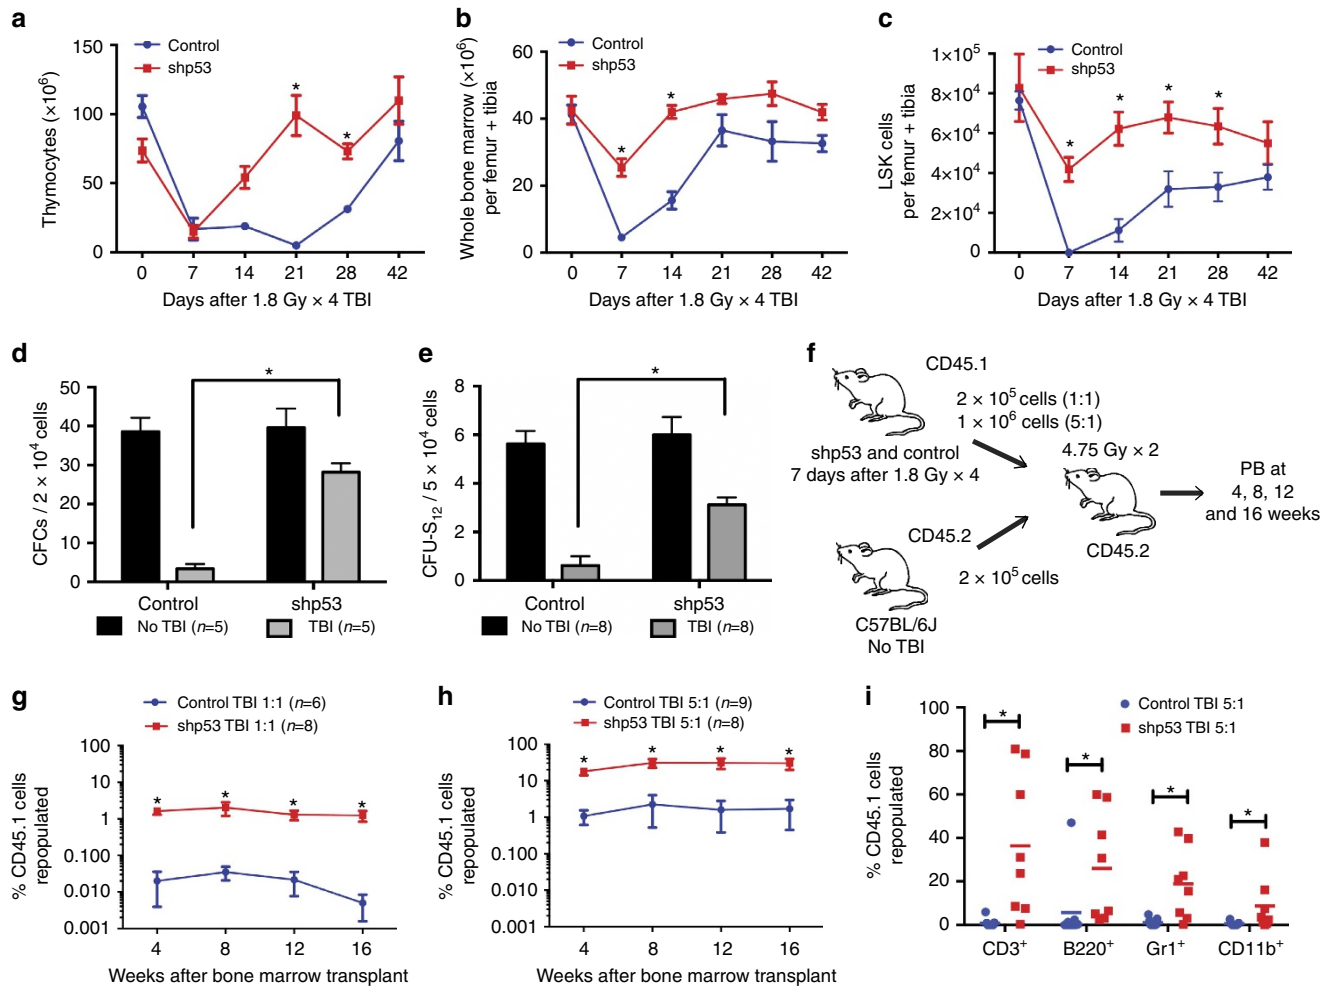 a
Control
shp53
Thymocytes (×10⁶)
150
100
50
0
*
*
0 7 14 21 28 42
Days after 1.8 Gy × 4 TBI
b
Control
shp53
Whole bone marrow (×10⁶)
per femur + tibia
60
40
20
0
*
*
0 7 14 21 28 42
Days after 1.8 Gy × 4 TBI
c
Control
shp53
LSK cells
per femur + tibia
1×10⁵
8×10⁴
6×10⁴
4×10⁴
2×10⁴
0
*
*
*
*
0 7 14 21 28 42
Days after 1.8 Gy × 4 TBI
d
CFCs / 2 × 10⁴ cells
50
40
30
20
10
0
*
Control shp53
No TBI (n=5) TBI (n=5)
e
CFU-S₁₂ / 5 × 10⁴ cells
8
6
4
2
0
*
Control shp53
No TBI (n=8) TBI (n=8)
f
CD45.1
2 × 10⁵ cells (1:1)
1 × 10⁶ cells (5:1)
shp53 and control
7 days after 1.8 Gy × 4
4.75 Gy × 2
CD45.2
PB at
4, 8, 12
and 16 weeks
CD45.2
2 × 10⁵ cells
C57BL/6J
No TBI
g
Control TBI 1:1 (n=6)
shp53 TBI 1:1 (n=8)
% CD45.1 cells
repopulated
100
10
1
0.100
0.010
0.001
* * * *
4 8 12 16
Weeks after bone marrow transplant
h
Control TBI 5:1 (n=9)
shp53 TBI 5:1 (n=8)
% CD45.1 cells
repopulated
100
10
1
0.100
0.010
0.001
* * * *
4 8 12 16
Weeks after bone marrow transplant
i
Control TBI 5:1
shp53 TBI 5:1
% CD45.1 cells
repopulated
100
80
60
40
20
0
*
*
*
*
CD3⁺ B220⁺ Gr1⁺ CD11b⁺